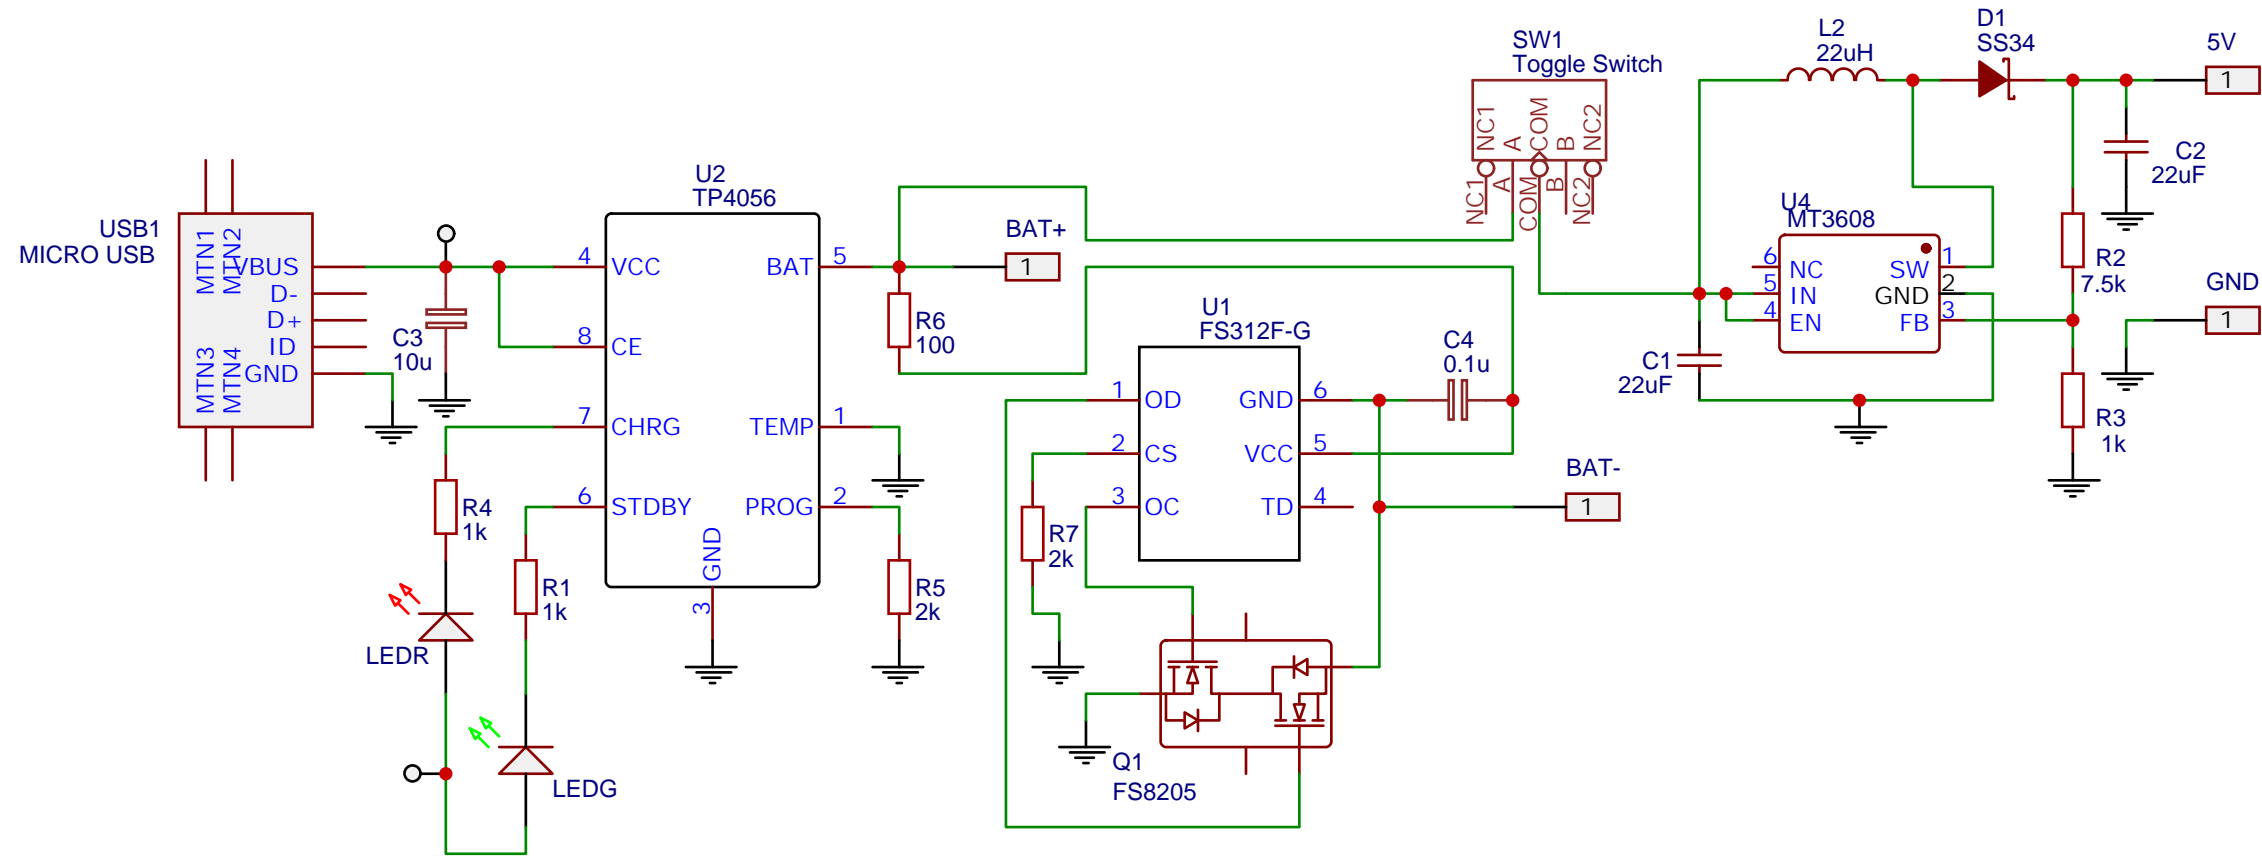 USB1
MICRO USB
MTN1
MTN2
MTN3
MTN4
VBUS
D-
D+
ID
GND
C3
10u
U2
TP4056
4
VCC
8
CE
7
CHRG
6
STDBY
BAT
5
TEMP
1
PROG
2
GND
3
R4
1k
LEDR
R1
1k
LEDG
BAT+
1
R6
100
R5
2k
U1
FS312F-G
1
OD
2
CS
3
OC
GND
6
VCC
5
TD
4
C4
0.1u
R7
2k
Q1
FS8205
BAT-
1
SW1
Toggle Switch
NC1
A
COM
B
NC2
NC1
A
COM
B
NC2
L2
22uH
D1
SS34
5V
1
C2
22uF
U4
MT3608
6
NC
5
IN
4
EN
SW
1
GND
2
FB
3
C1
22uF
R2
7.5k
R3
1k
GND
1